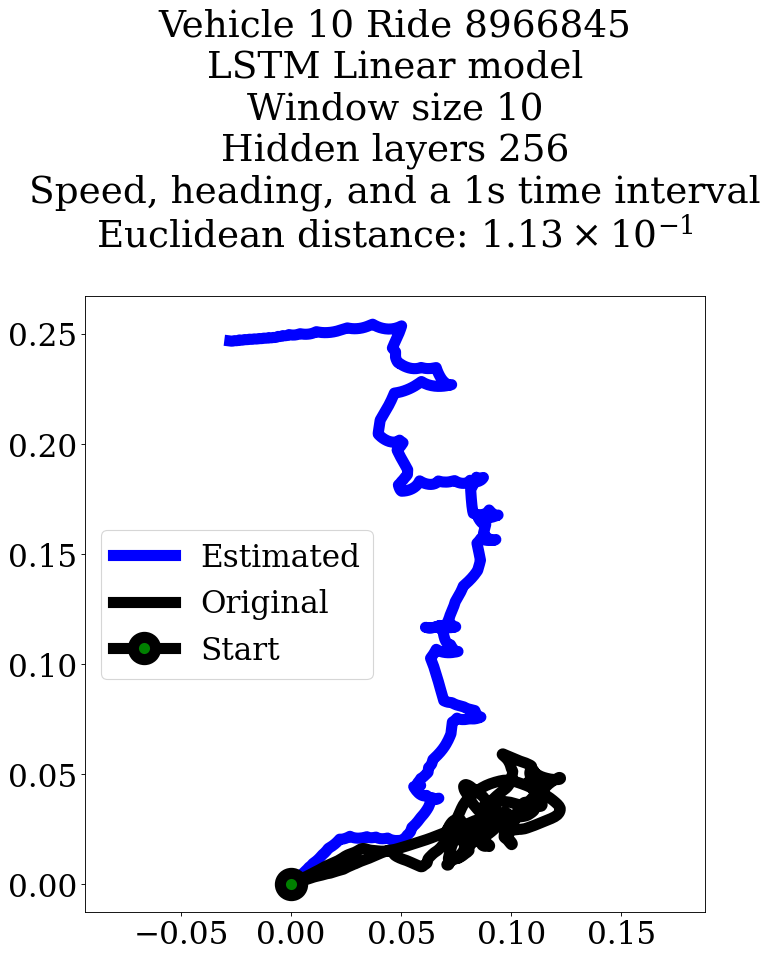 Vehicle 10 Ride 8966845
LSTM Linear model
Window size 10
Hidden layers 256
Speed, heading, and a 1s time interval
Euclidean distance: 1.13 × 10⁻¹
0.25
0.20
0.15
0.10
0.05
0.00
Estimated
Original
Start
−0.05 0.00 0.05 0.10 0.15